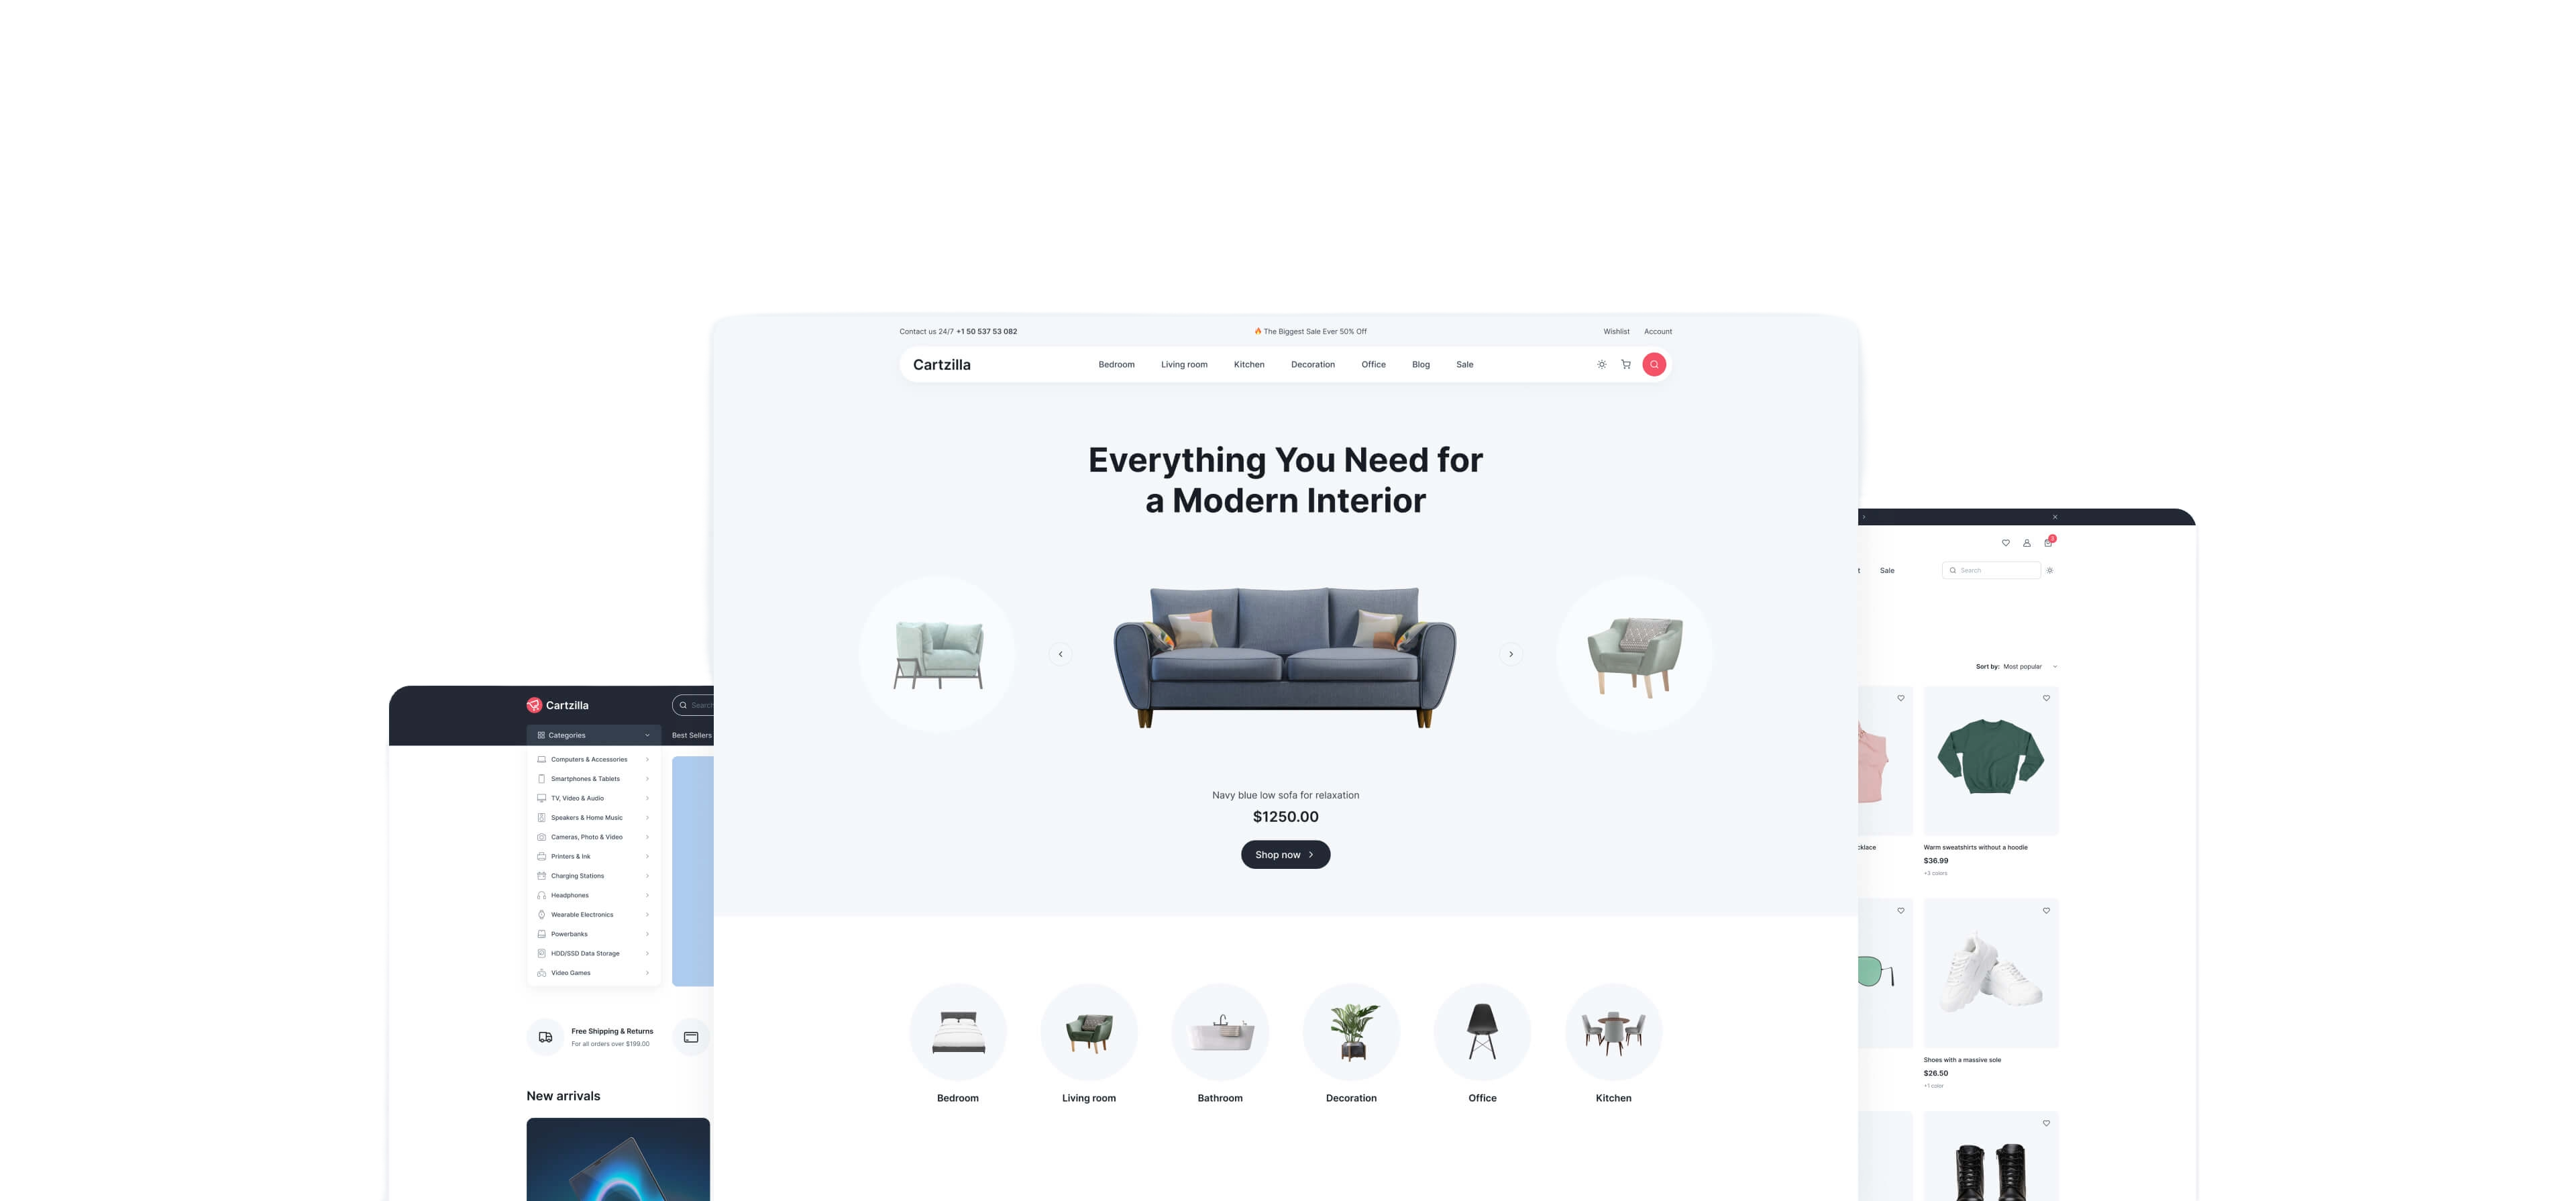 Contact us 24/7 +1 50 537 53 082
🔥 The Biggest Sale Ever 50% Off
Wishlist Account
Cartzilla
Bedroom Living room Kitchen Decoration Office Blog Sale
Everything You Need for
a Modern Interior
Navy blue low sofa for relaxation
$1250.00
Shop now
Bedroom Living room Bathroom Decoration Office Kitchen
Cartzilla
Search
Categories
Best Sellers
Computers & Accessories
Smartphones & Tablets
TV, Video & Audio
Speakers & Home Music
Cameras, Photo & Video
Printers & Ink
Charging Stations
Headphones
Wearable Electronics
Powerbanks
HDD/SSD Data Storage
Video Games
Free Shipping & Returns
For all orders over $199.00
New arrivals
Sale
Search
Sort by: Most popular
Warm sweatshirts without a hoodie
$36.99
+3 colors
Shoes with a massive sole
$26.50
+1 color